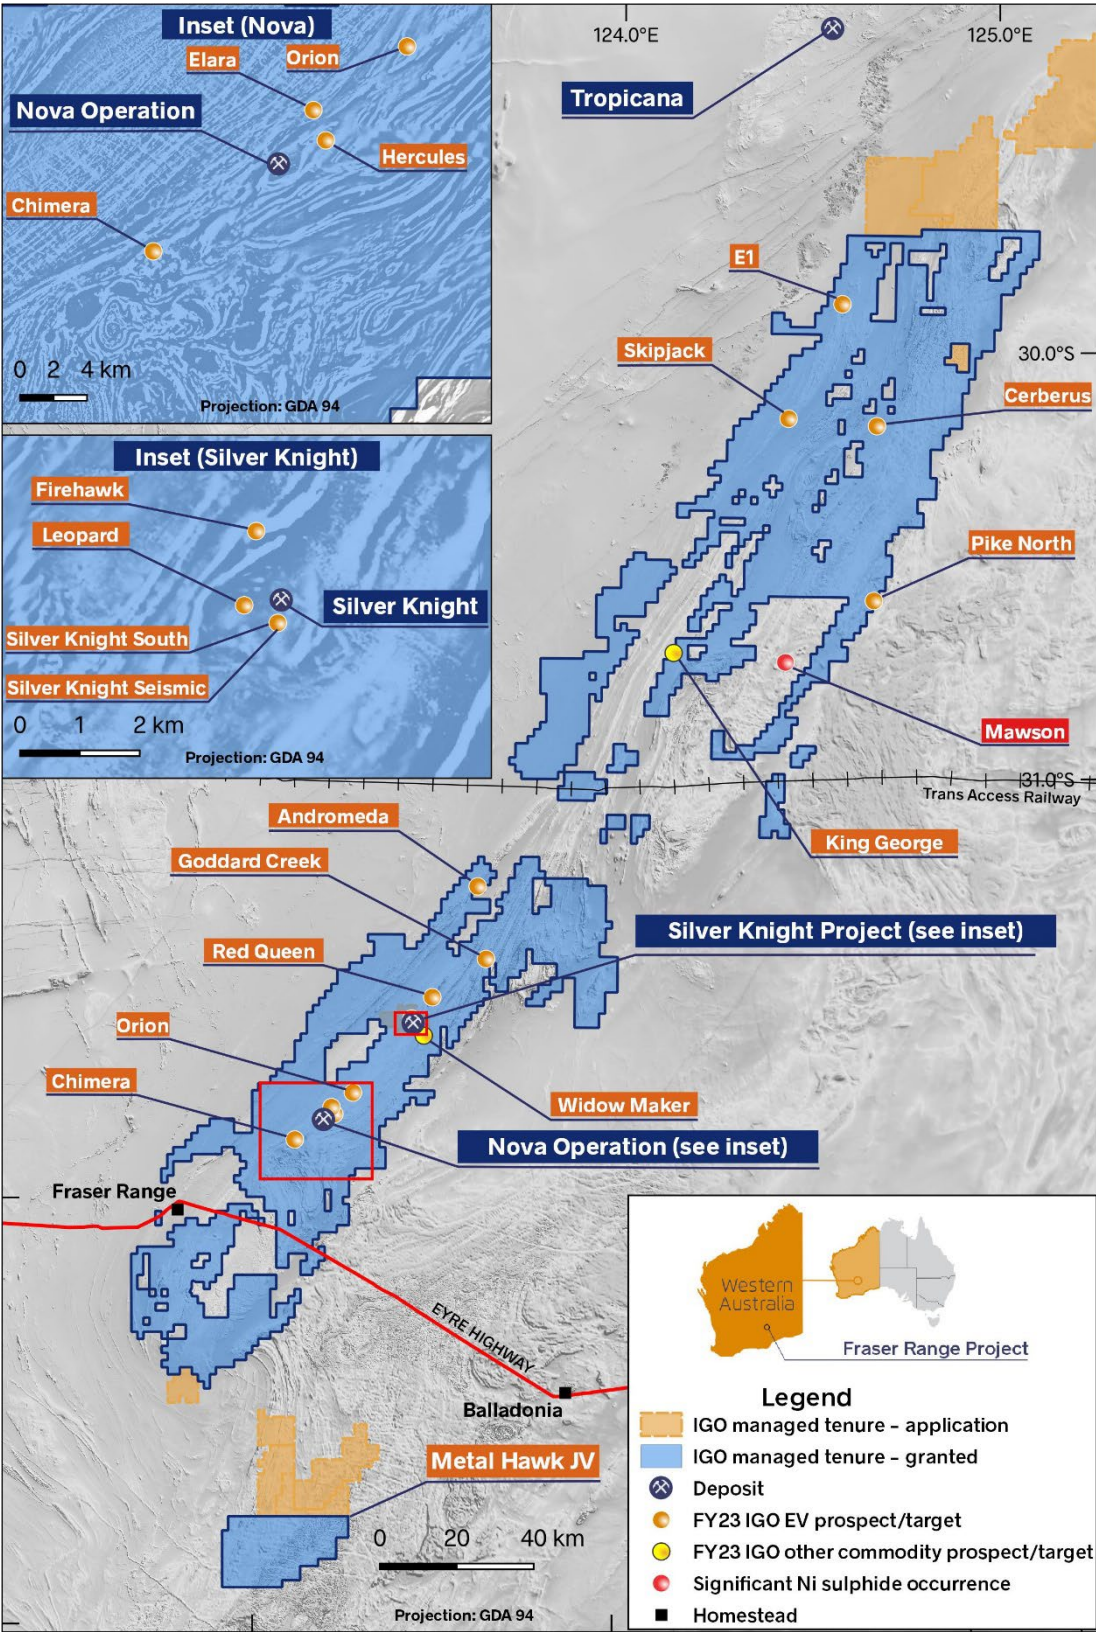 Inset (Nova)
Elara
Orion
Nova Operation
Hercules
Chimera
0 2 4 km
Projection: GDA 94
Inset (Silver Knight)
Firehawk
Leopard
Silver Knight
Silver Knight South
Silver Knight Seismic
0 1 2 km
Projection: GDA 94
124.0°E
125.0°E
Tropicana
E1
30.0°S
Skipjack
Cerberus
Pike North
Mawson
31.0°S
Trans Access Railway
King George
Andromeda
Goddard Creek
Silver Knight Project (see inset)
Red Queen
Orion
Chimera
Widow Maker
Nova Operation (see inset)
Fraser Range
EYRE HIGHWAY
Balladonia
Metal Hawk JV
0 20 40 km
Projection: GDA 94
Western
Australia
Fraser Range Project
Legend
IGO managed tenure – application
IGO managed tenure – granted
Deposit
FY23 IGO EV prospect/target
FY23 IGO other commodity prospect/target
Significant Ni sulphide occurrence
Homestead